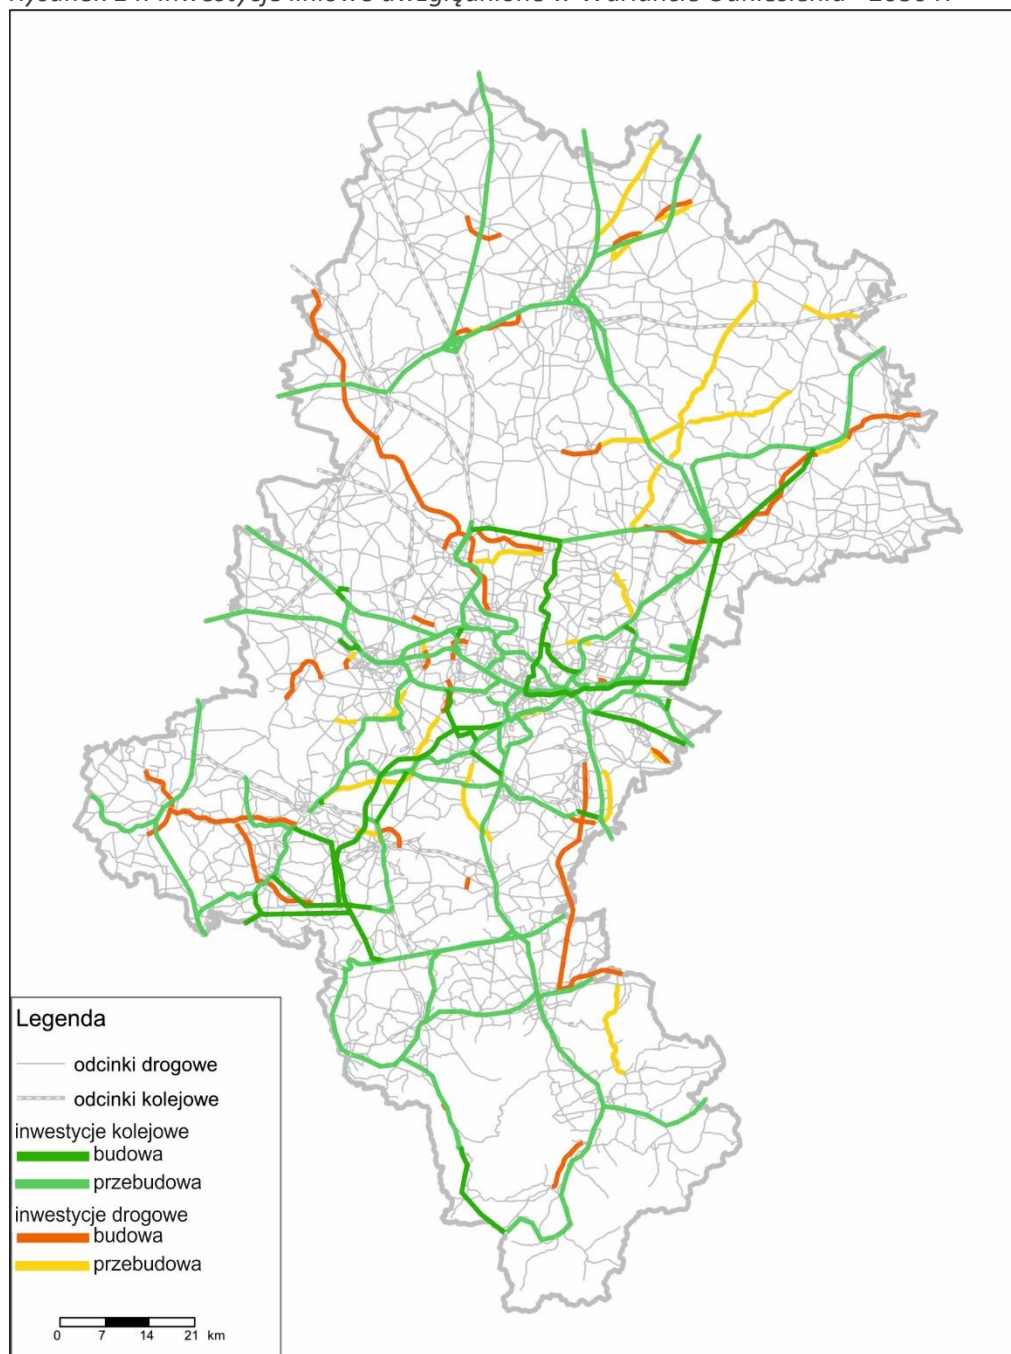 Legenda
odcinki drogowe
odcinki kolejowe
inwestycje kolejowe
budowa
przebudowa
inwestycje drogowe
budowa
przebudowa
0 7 14 21 km